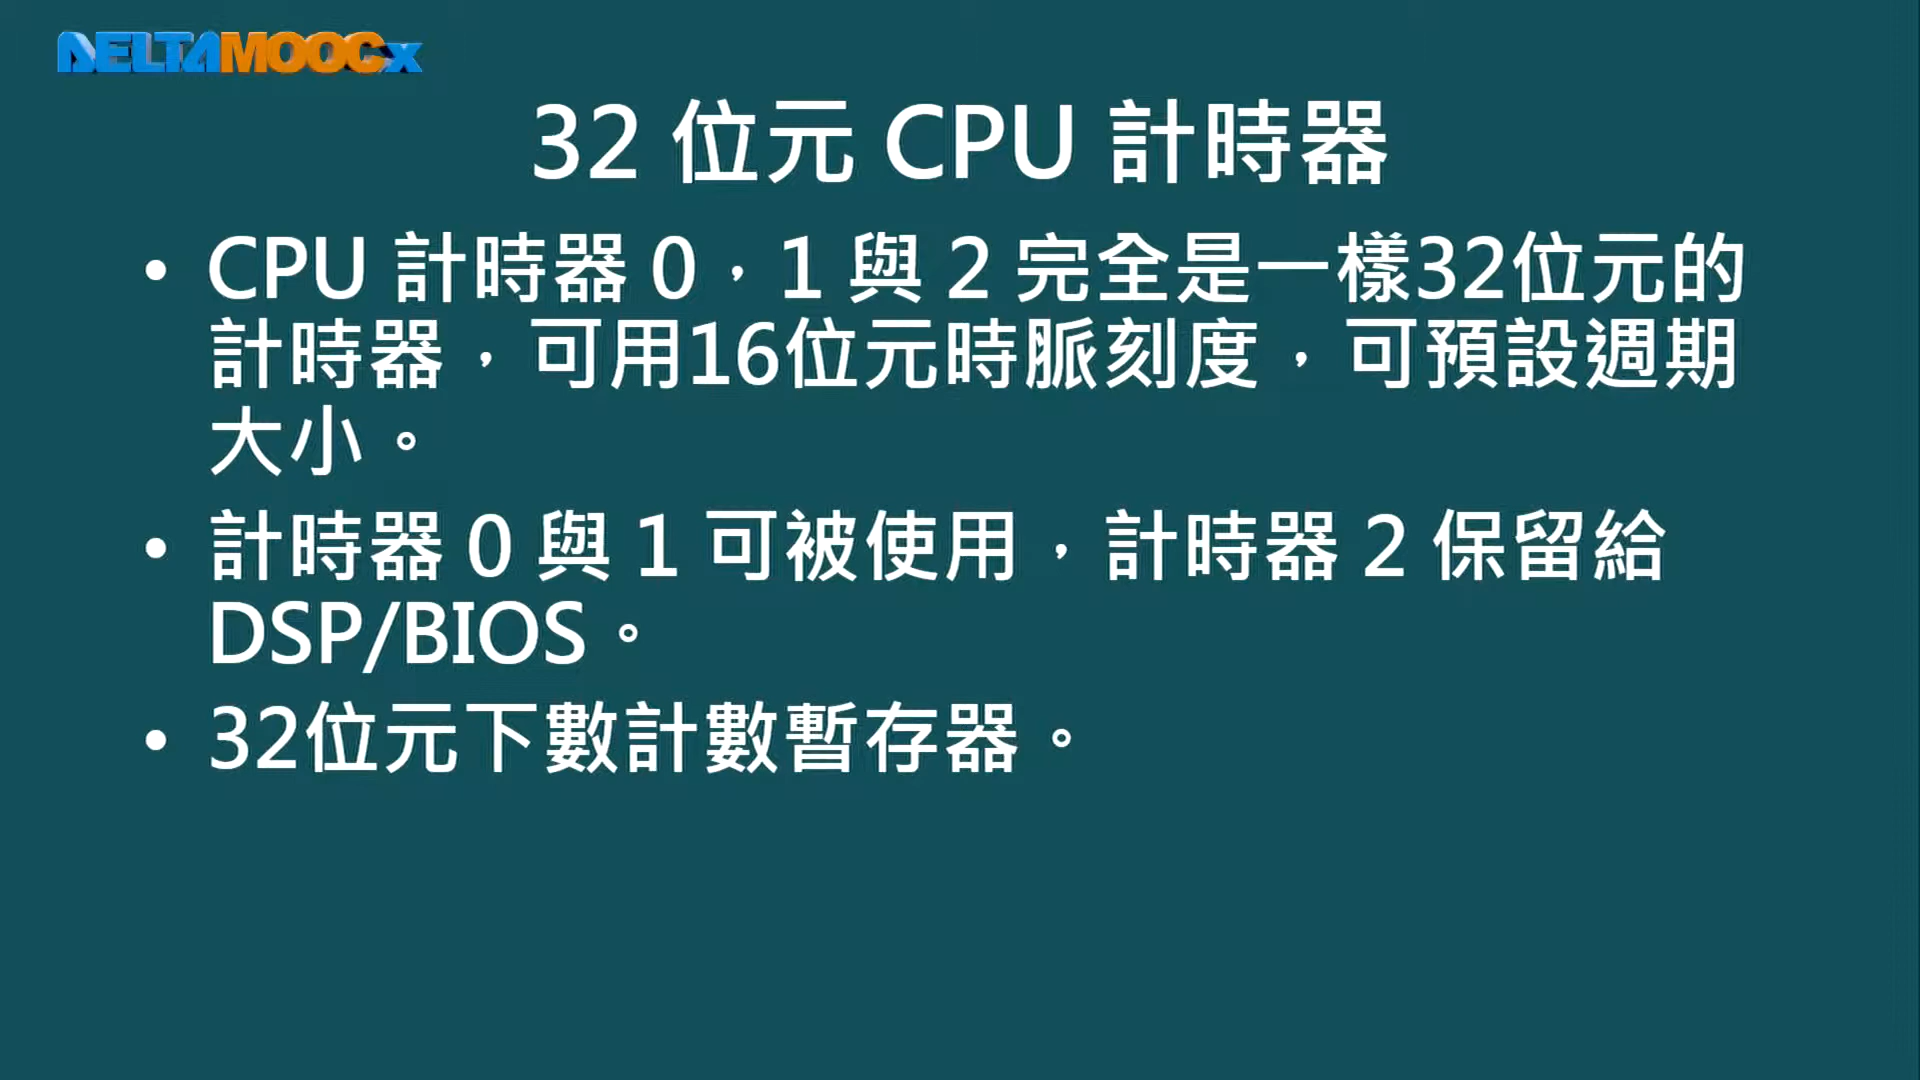 DELTAMOOCx
32 位元 CPU 計時器
• CPU 計時器 0，1 與 2 完全是一樣32位元的
計時器，可用16位元時脈刻度，可預設週期
大小。
• 計時器 0 與 1 可被使用，計時器 2 保留給
DSP/BIOS。
• 32位元下數計數暫存器。